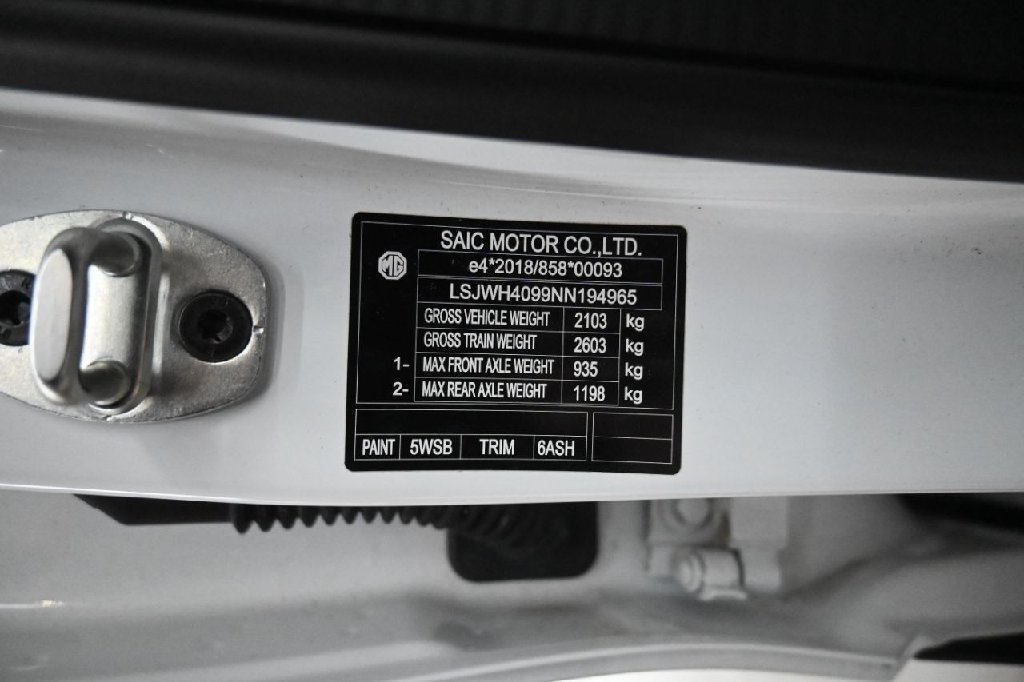 SAIC MOTOR CO.,LTD.
MG
e4*2018/858*00093
LSJWH4099NN194965
GROSS VEHICLE WEIGHT 2103 kg
GROSS TRAIN WEIGHT 2603 kg
1- MAX FRONT AXLE WEIGHT 935 kg
2- MAX REAR AXLE WEIGHT 1198 kg
PAINT 5WSB TRIM 6ASH